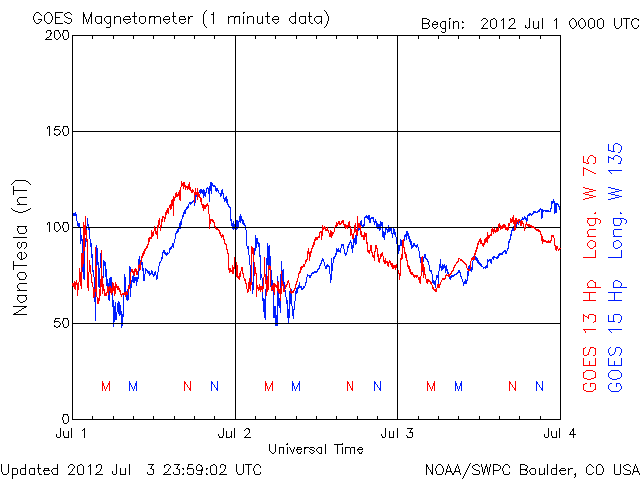 GOES Magnetometer (1 minute data)
Begin: 2012 Jul 1 0000 UTC
200
150
100
50
0
NanoTesla (nT)
M M N N M M N N M M N N
Jul 1 Jul 2 Jul 3 Jul 4
Universal Time
GOES 13 Hp Long. W 75
GOES 15 Hp Long. W 135
Updated 2012 Jul 3 23:59:02 UTC
NOAA/SWPC Boulder, CO USA